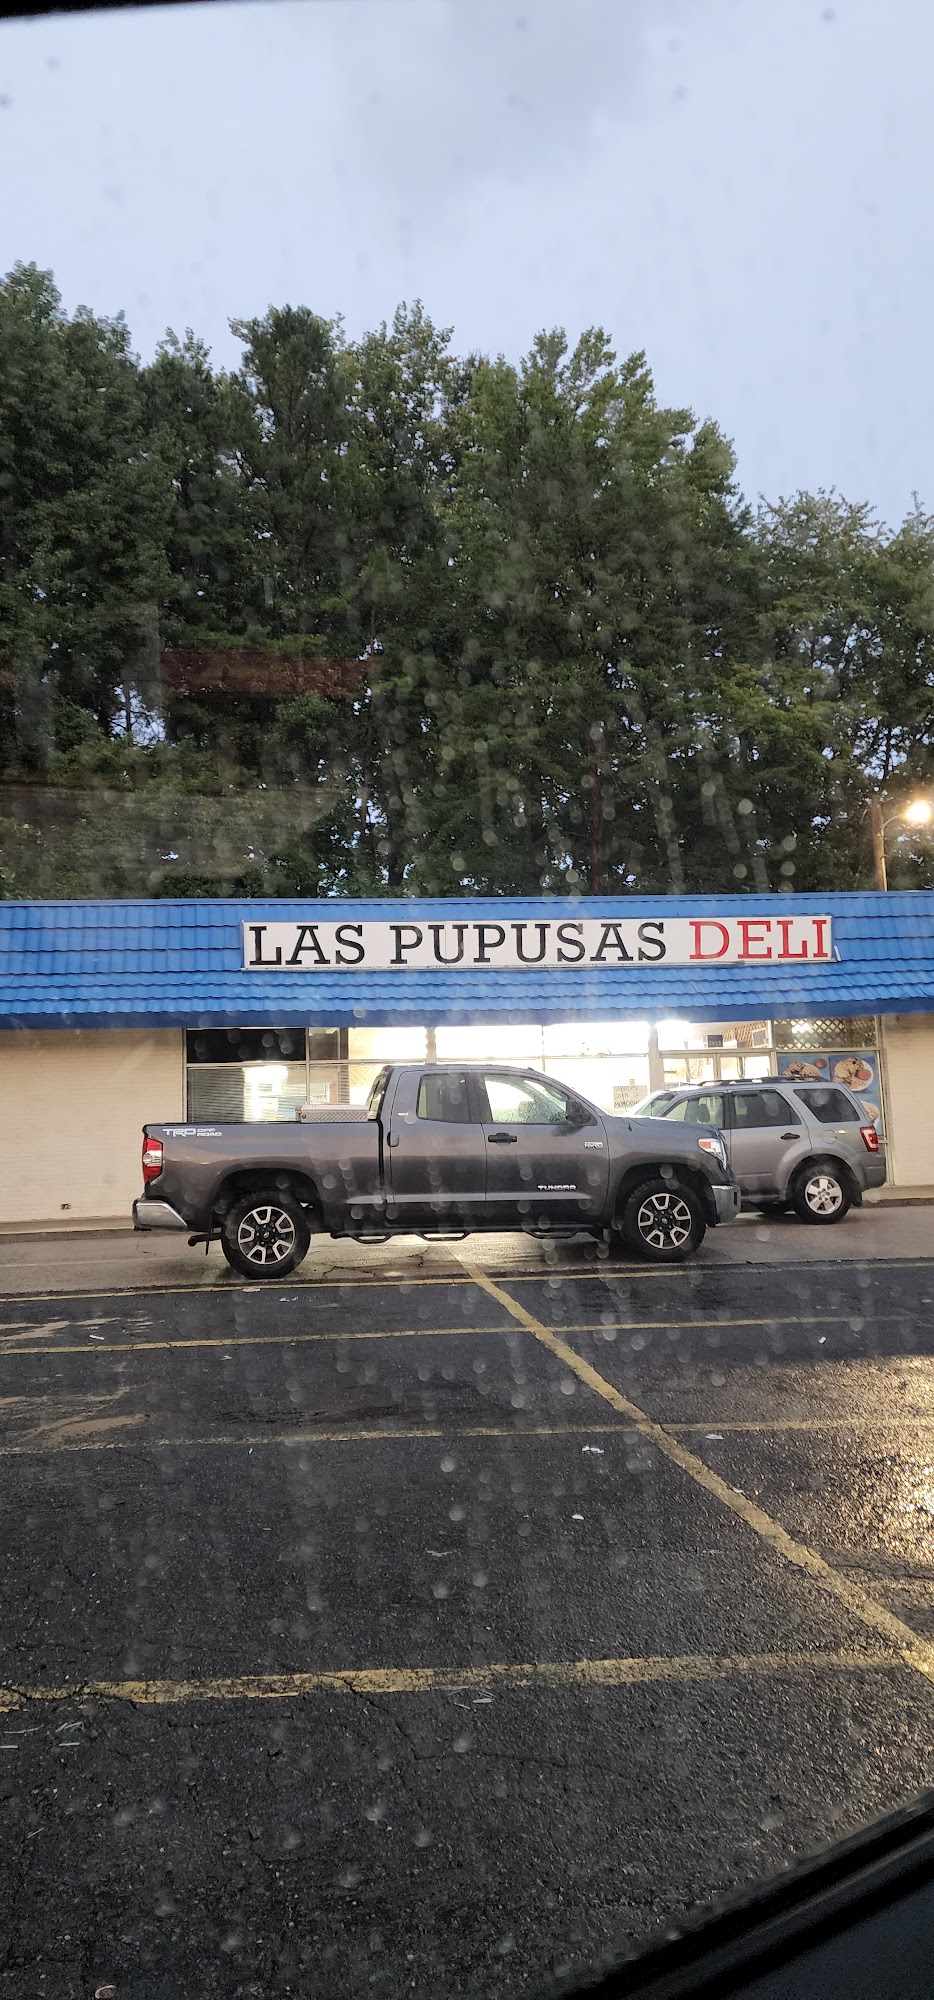 LAS PUPUSAS DELI
TRD OFF ROAD
TUNDRA